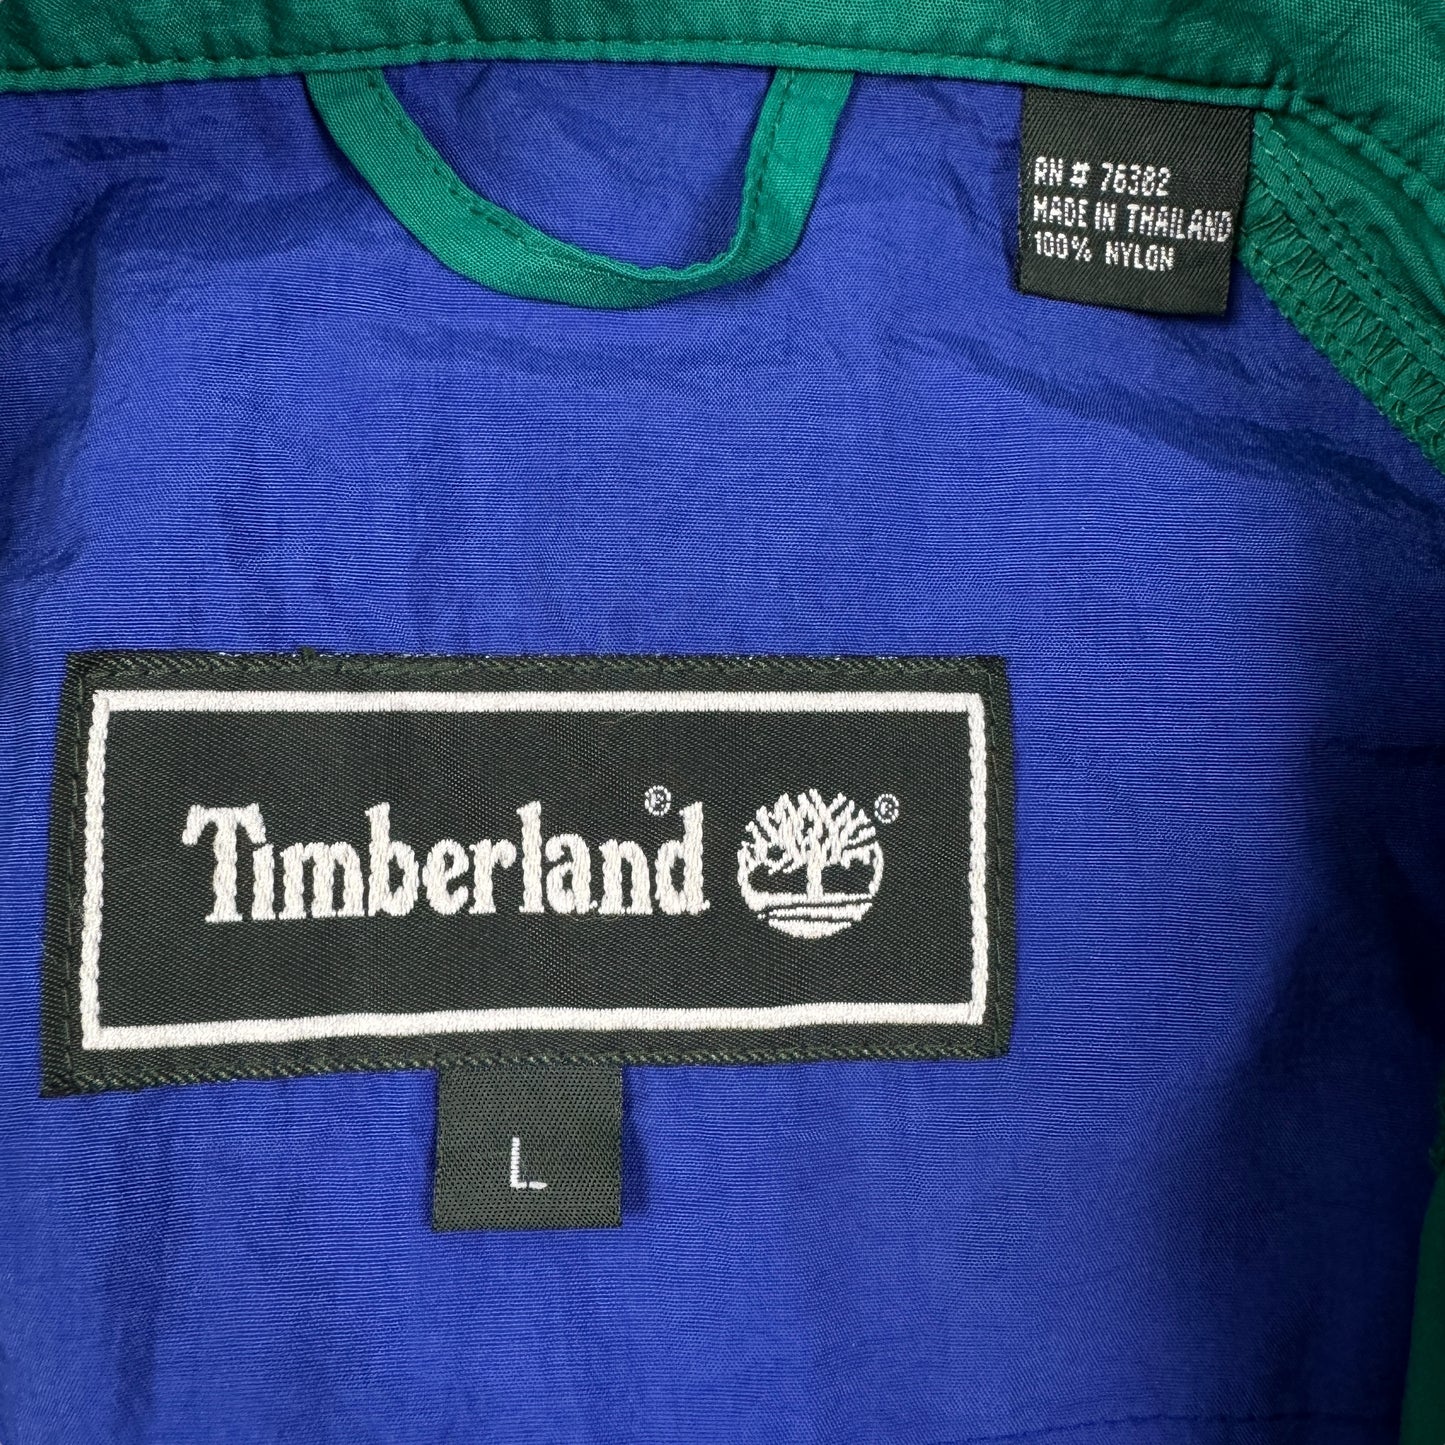 RN # 76382
MADE IN THAILAND
100% NYLON
Timberland® ®
L